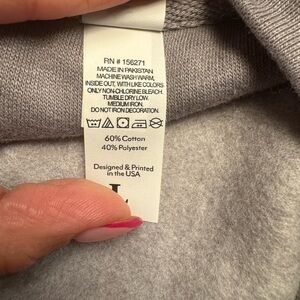 RN # 156271
MADE IN PAKISTAN
MACHINE WASH WARM,
INSIDE OUT, WITH LIKE COLORS
ONLY NON-CHLORINE BLEACH.
TUMBLE DRY LOW.
MEDIUM IRON.
DO NOT IRON DECORATION.
60% Cotton
40% Polyester
Designed & Printed
in the USA
L